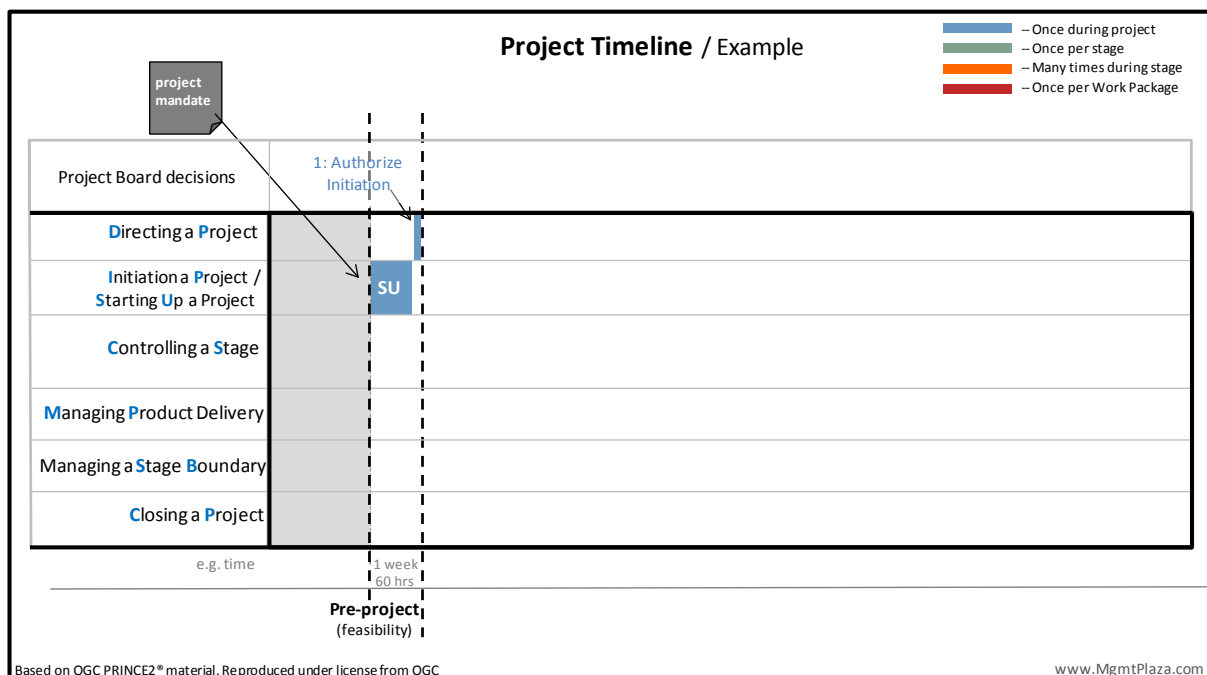 Project Timeline / Example
-- Once during project
-- Once per stage
-- Many times during stage
-- Once per Work Package
project
mandate
Project Board decisions
1: Authorize
Initiation
Directing a Project
Initiation a Project /
Starting Up a Project
SU
Controlling a Stage
Managing Product Delivery
Managing a Stage Boundary
Closing a Project
e.g. time
1 week
60 hrs
Pre-project
(feasibility)
Based on OGC PRINCE2® material. Reproduced under license from OGC
www.MgmtPlaza.com